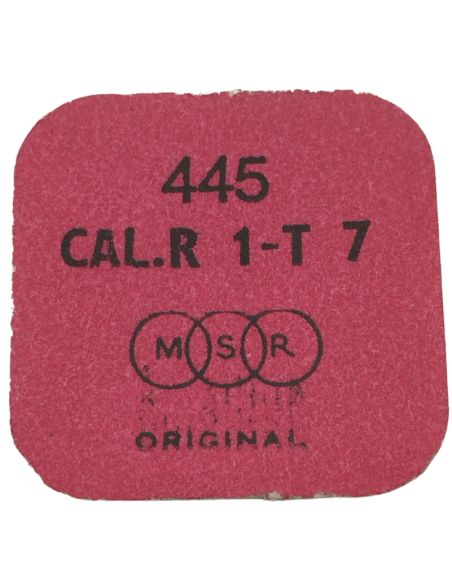 445
CAL.R 1-T 7
M S R
ORIGINAL